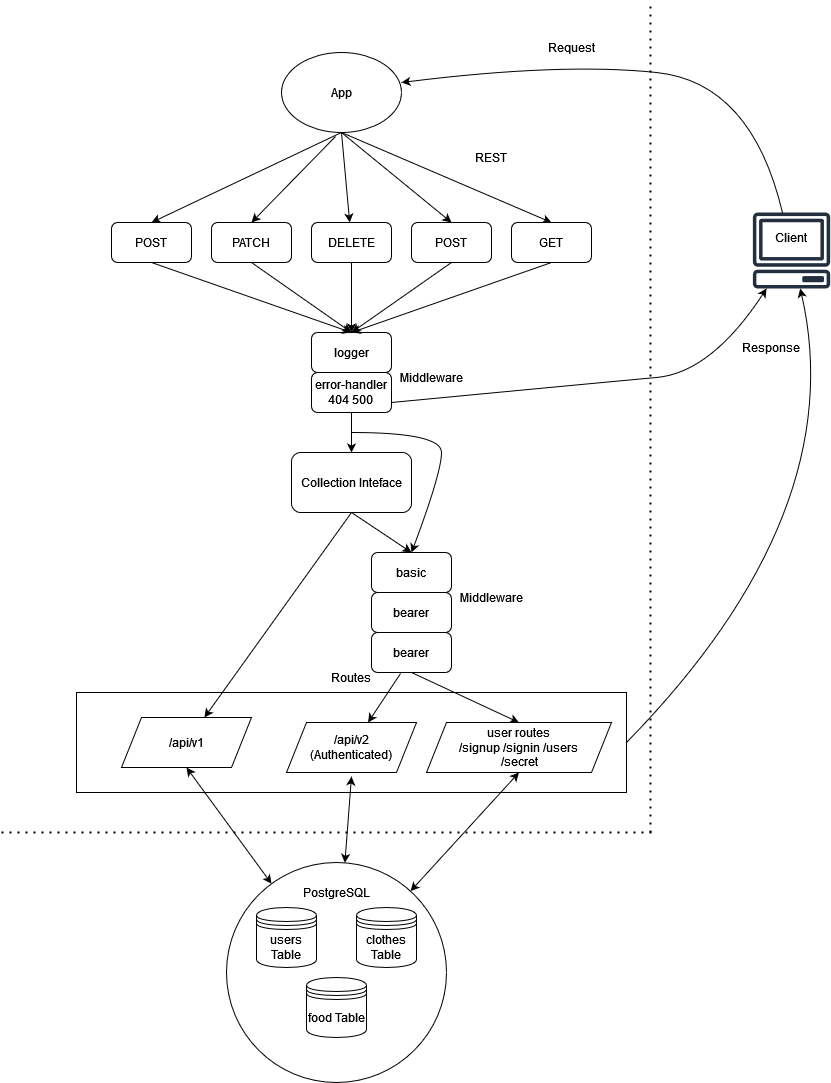 Request
App
REST
POST
PATCH
DELETE
POST
GET
Client
logger
error-handler
404 500
Middleware
Response
Collection Inteface
basic
bearer
bearer
Middleware
Routes
/api/v1
/api/v2
(Authenticated)
user routes
/signup /signin /users
/secret
PostgreSQL
users
Table
clothes
Table
food Table